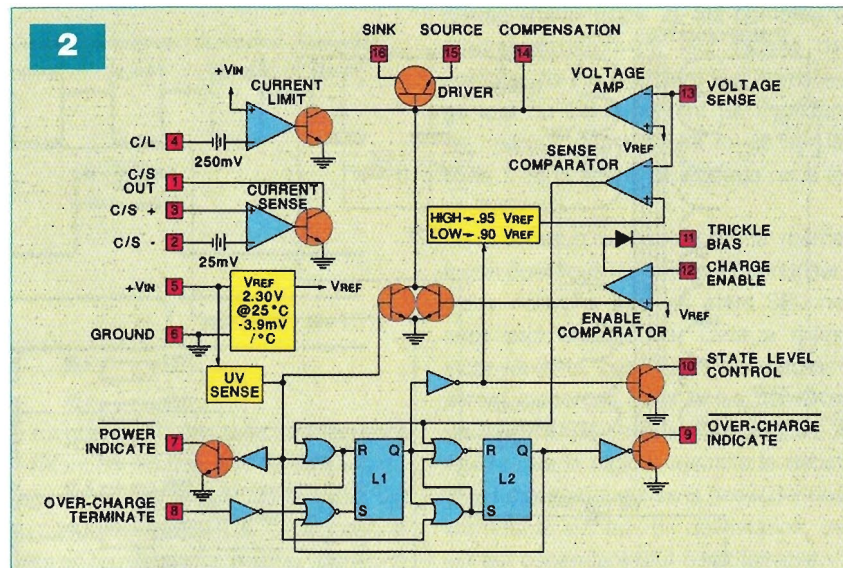 2
SINK
SOURCE
COMPENSATION
16
15
14
+VIN
CURRENT
LIMIT
DRIVER
VOLTAGE
AMP
13
VOLTAGE
SENSE
C/L
4
250mV
VREF
C/S
OUT
1
SENSE
COMPARATOR
C/S +
3
CURRENT
SENSE
C/S -
2
25mV
HIGH→.95 VREF
LOW→.90 VREF
11
TRICKLE
BIAS
12
CHARGE
ENABLE
+VIN
5
VREF
2.30V
@25°C
-3.9mV
/°C
VREF
VREF
ENABLE
COMPARATOR
GROUND
6
UV
SENSE
10
STATE LEVEL
CONTROL
POWER
INDICATE
7
9
OVER-CHARGE
INDICATE
R
Q
L1
S
R
Q
L2
S
OVER-CHARGE
TERMINATE
8